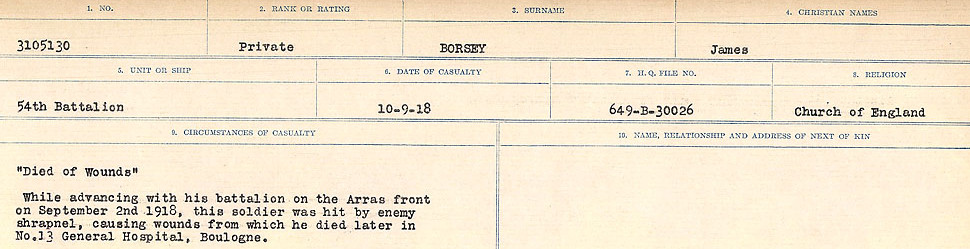 1. NO. 2. RANK OR RATING 3. SURNAME 4. CHRISTIAN NAMES
3105130 Private BORSEY James
5. UNIT OR SHIP 6. DATE OF CASUALTY 7. H.Q. FILE NO. 8. RELIGION
54th Battalion 10-9-18 649-B-30026 Church of England
9. CIRCUMSTANCES OF CASUALTY 10. NAME, RELATIONSHIP AND ADDRESS OF NEXT OF KIN
"Died of Wounds"
While advancing with his battalion on the Arras front
on September 2nd 1918, this soldier was hit by enemy
shrapnel, causing wounds from which he died later in
No.13 General Hospital, Boulogne.